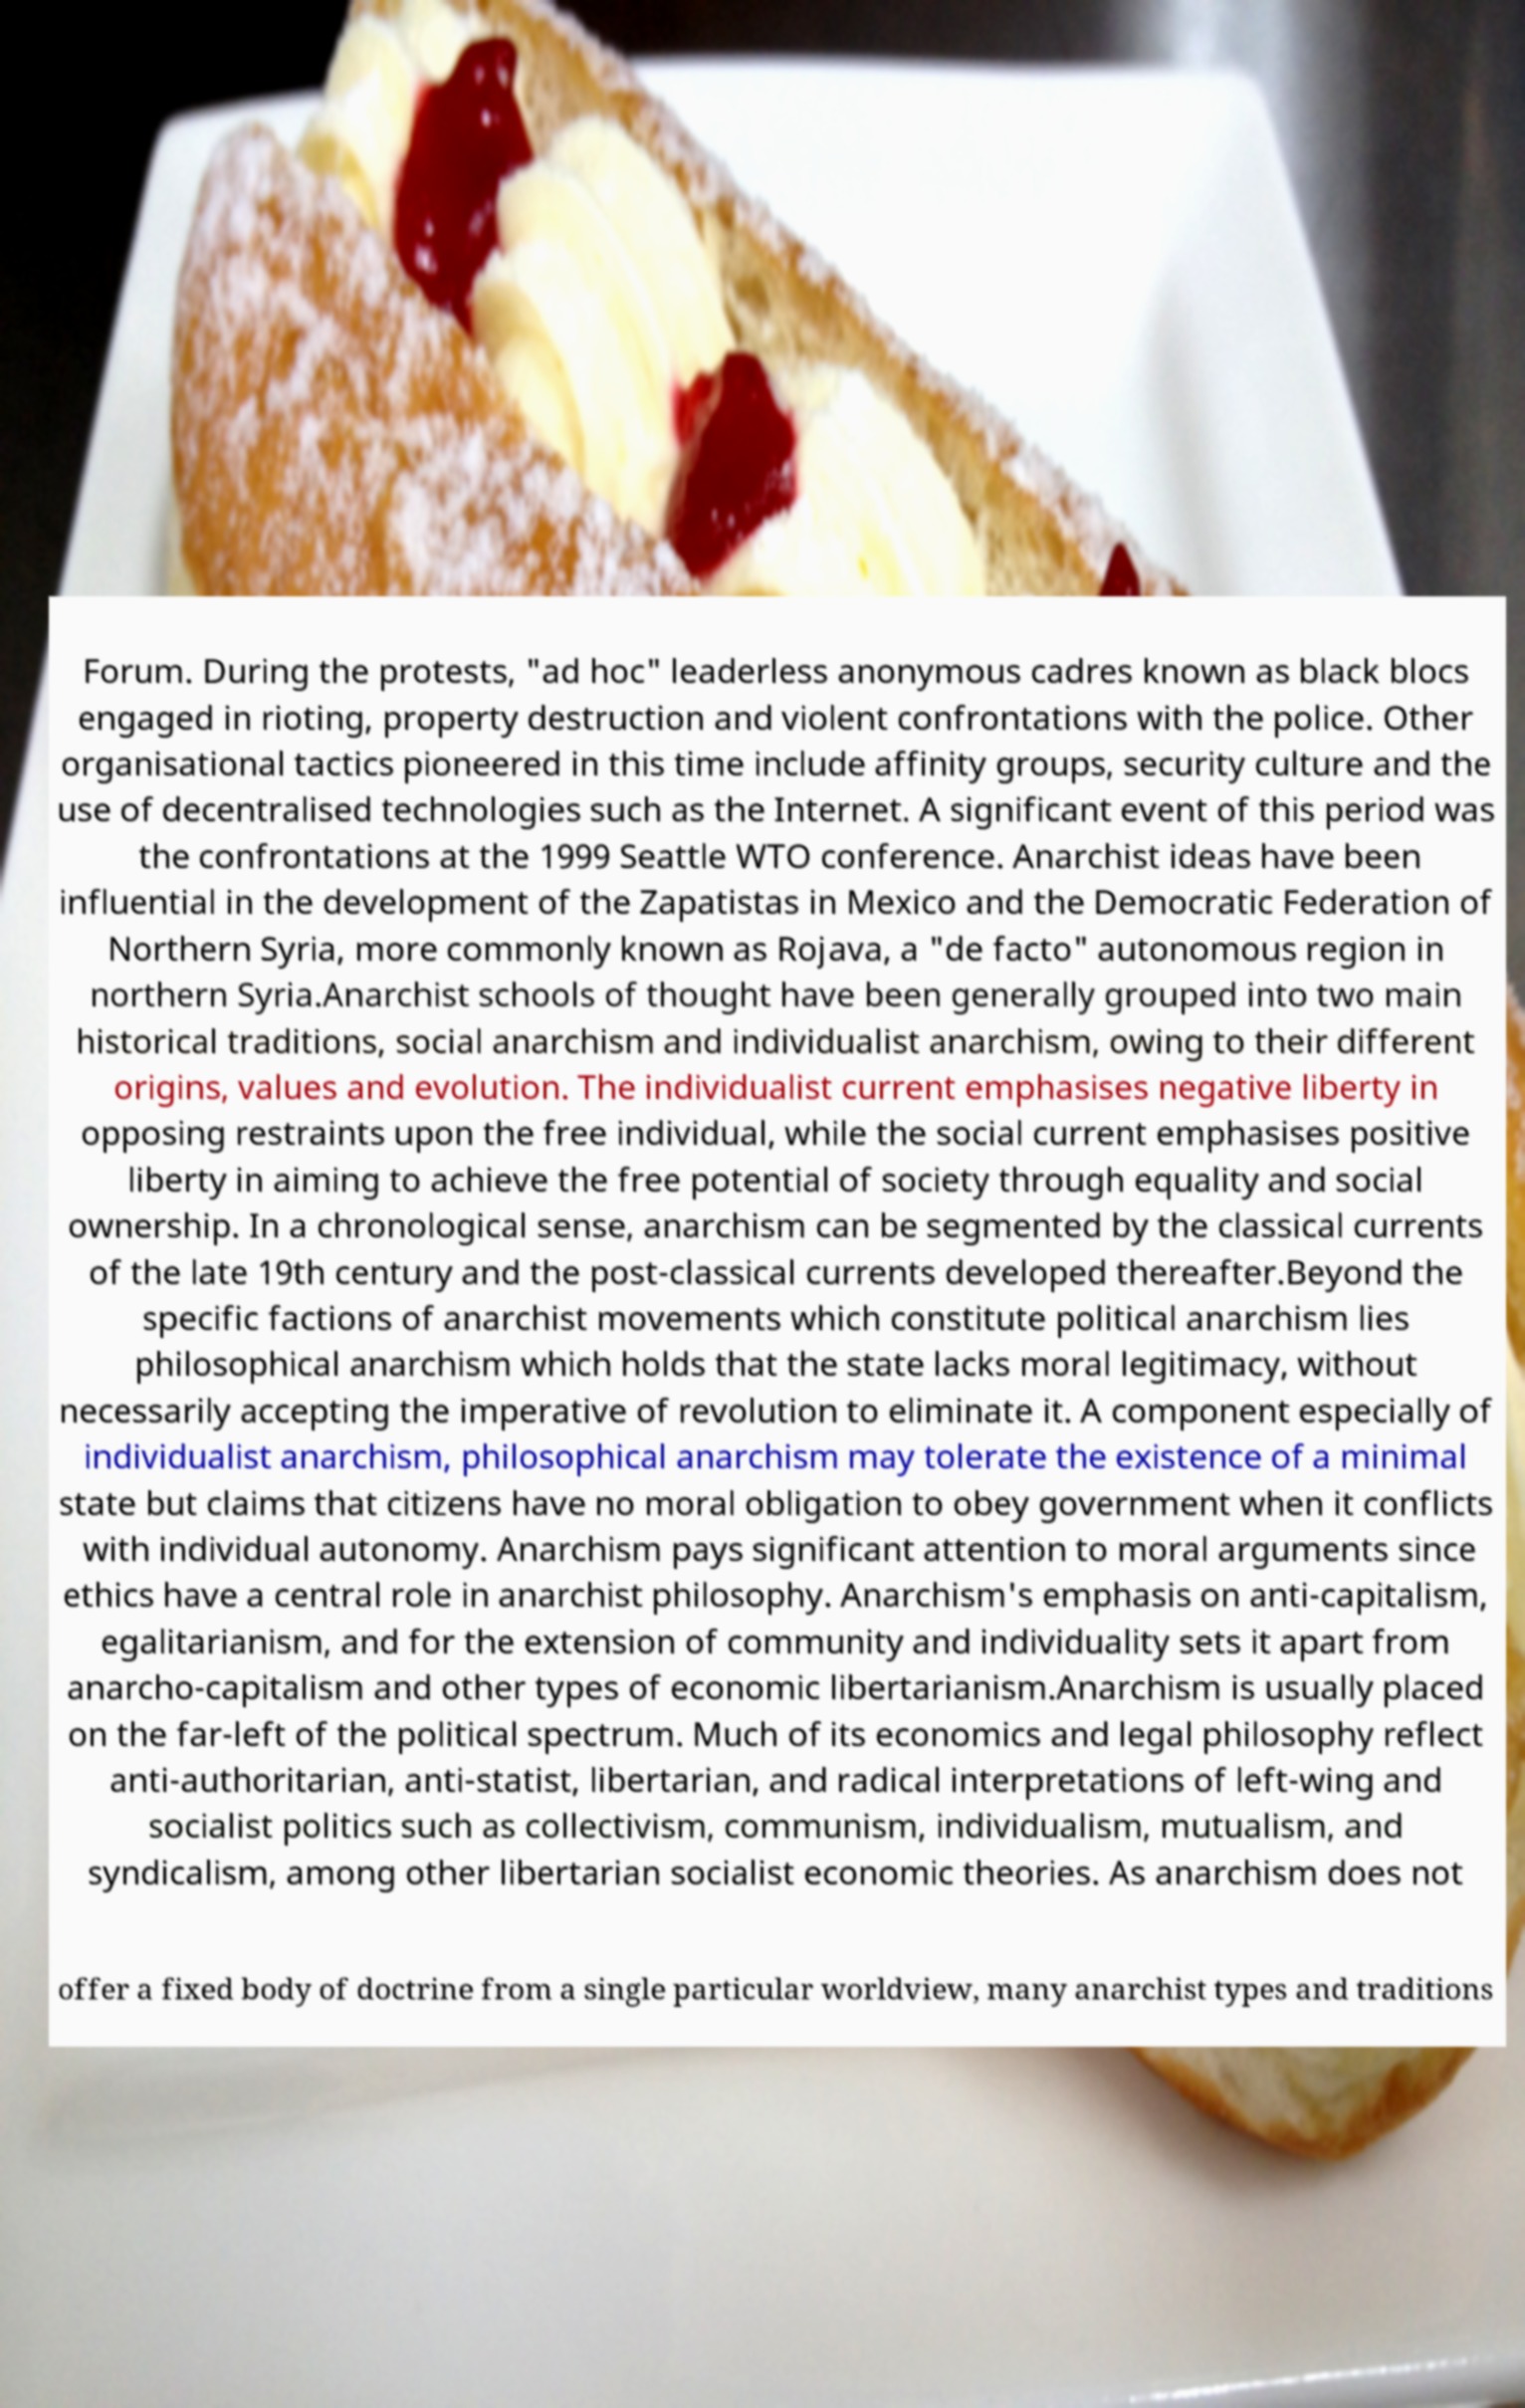 Forum. During the protests, "ad hoc" leaderless anonymous cadres known as black blocs
engaged in rioting, property destruction and violent confrontations with the police. Other
organisational tactics pioneered in this time include affinity groups, security culture and the
use of decentralised technologies such as the Internet. A significant event of this period was
the confrontations at the 1999 Seattle WTO conference. Anarchist ideas have been
influential in the development of the Zapatistas in Mexico and the Democratic Federation of
Northern Syria, more commonly known as Rojava, a "de facto" autonomous region in
northern Syria.Anarchist schools of thought have been generally grouped into two main
historical traditions, social anarchism and individualist anarchism, owing to their different
origins, values and evolution. The individualist current emphasises negative liberty in
opposing restraints upon the free individual, while the social current emphasises positive
liberty in aiming to achieve the free potential of society through equality and social
ownership. In a chronological sense, anarchism can be segmented by the classical currents
of the late 19th century and the post-classical currents developed thereafter.Beyond the
specific factions of anarchist movements which constitute political anarchism lies
philosophical anarchism which holds that the state lacks moral legitimacy, without
necessarily accepting the imperative of revolution to eliminate it. A component especially of
individualist anarchism, philosophical anarchism may tolerate the existence of a minimal
state but claims that citizens have no moral obligation to obey government when it conflicts
with individual autonomy. Anarchism pays significant attention to moral arguments since
ethics have a central role in anarchist philosophy. Anarchism's emphasis on anti-capitalism,
egalitarianism, and for the extension of community and individuality sets it apart from
anarcho-capitalism and other types of economic libertarianism.Anarchism is usually placed
on the far-left of the political spectrum. Much of its economics and legal philosophy reflect
anti-authoritarian, anti-statist, libertarian, and radical interpretations of left-wing and
socialist politics such as collectivism, communism, individualism, mutualism, and
syndicalism, among other libertarian socialist economic theories. As anarchism does not
offer a fixed body of doctrine from a single particular worldview, many anarchist types and traditions